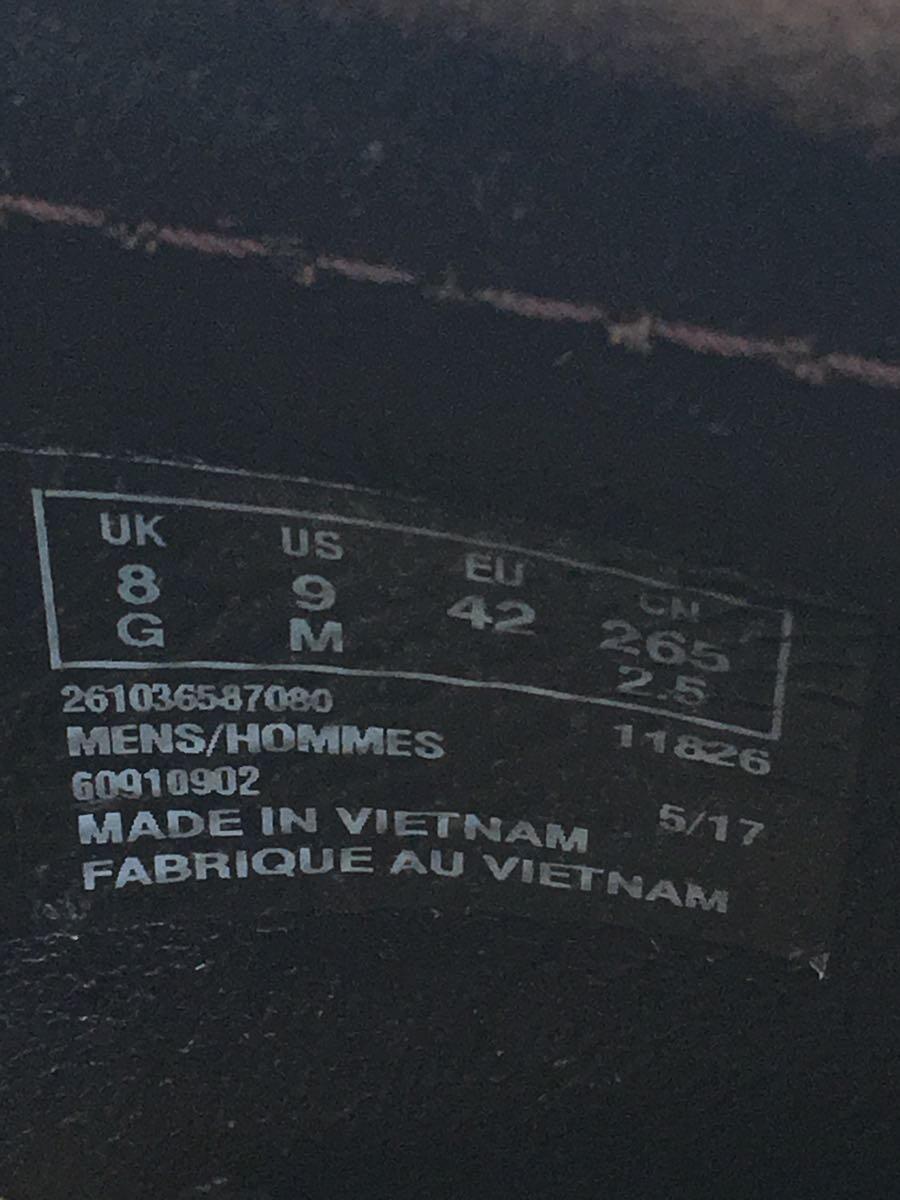 UK US EU CN
8 9 42 265
G M 2.5
261036587080
MENS/HOMMES 11826
60910902
MADE IN VIETNAM 5/17
FABRIQUE AU VIETNAM